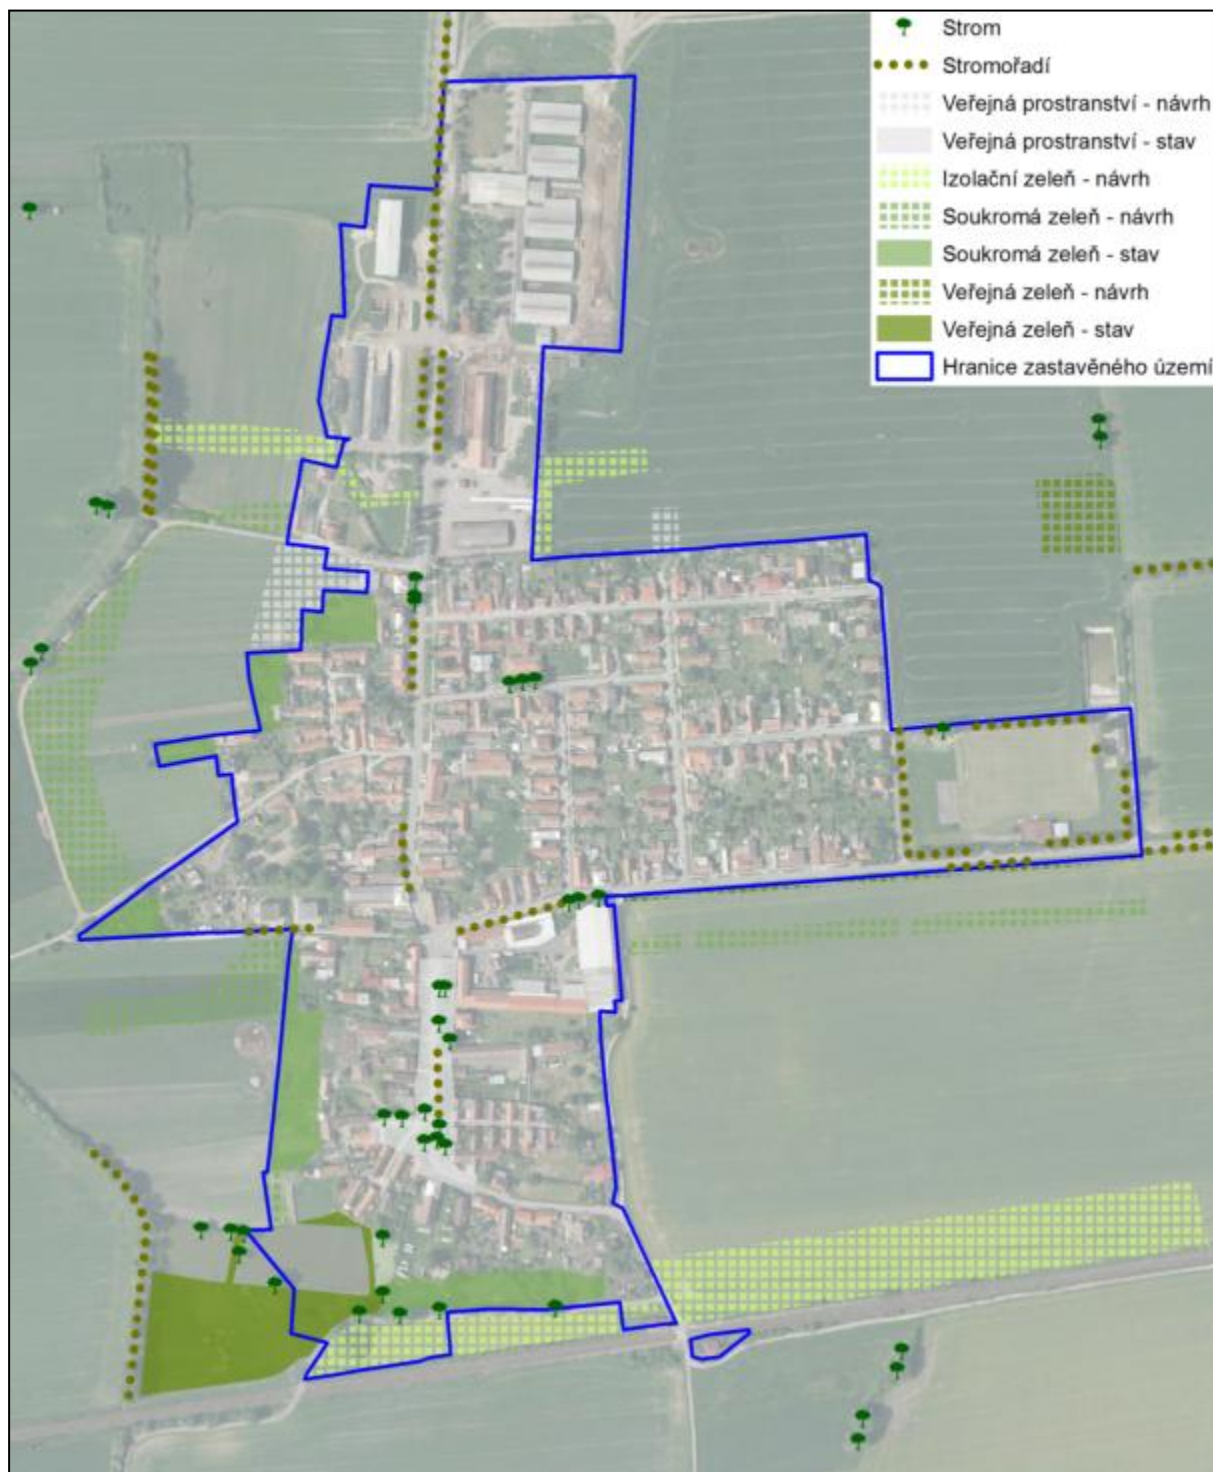 Strom
Stromořadí
Veřejná prostranství - návrh
Veřejná prostranství - stav
Izolační zeleň - návrh
Soukromá zeleň - návrh
Soukromá zeleň - stav
Veřejná zeleň - návrh
Veřejná zeleň - stav
Hranice zastavěného území